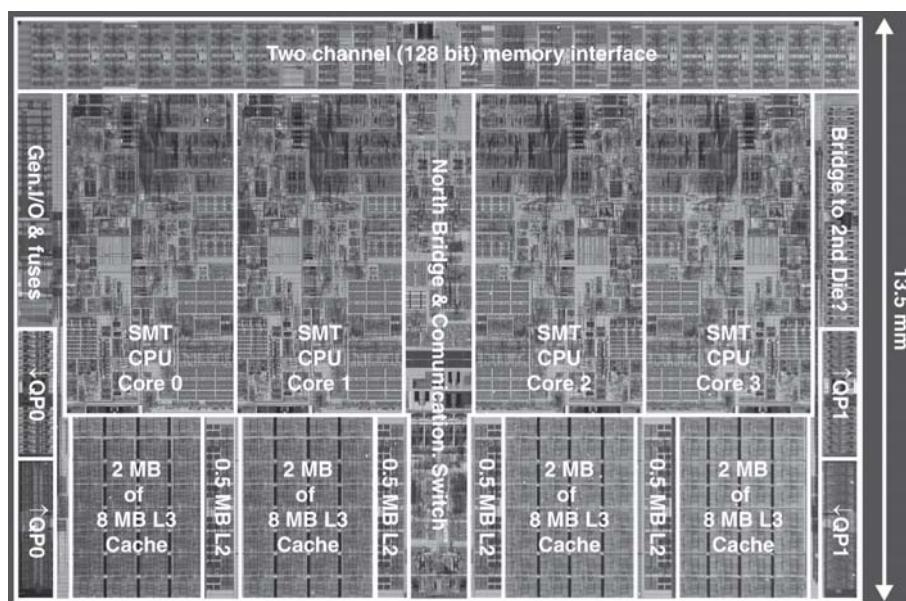 Two channel (128 bit) memory interface
Gen.I/O & fuses
North Bridge & Comunication. Switch
Bridge to 2nd Die?
13.5 mm
SMT
CPU
Core 0
SMT
CPU
Core 1
SMT
CPU
Core 2
SMT
CPU
Core 3
↓QP0
↑QP1
2 MB
of
8 MB L3
Cache
0.5 MB L2
2 MB
of
8 MB L3
Cache
0.5 MB L2
0.5 MB L2
2 MB
of
8 MB L3
Cache
0.5 MB L2
2 MB
of
8 MB L3
Cache
↑QP0
↓QP1